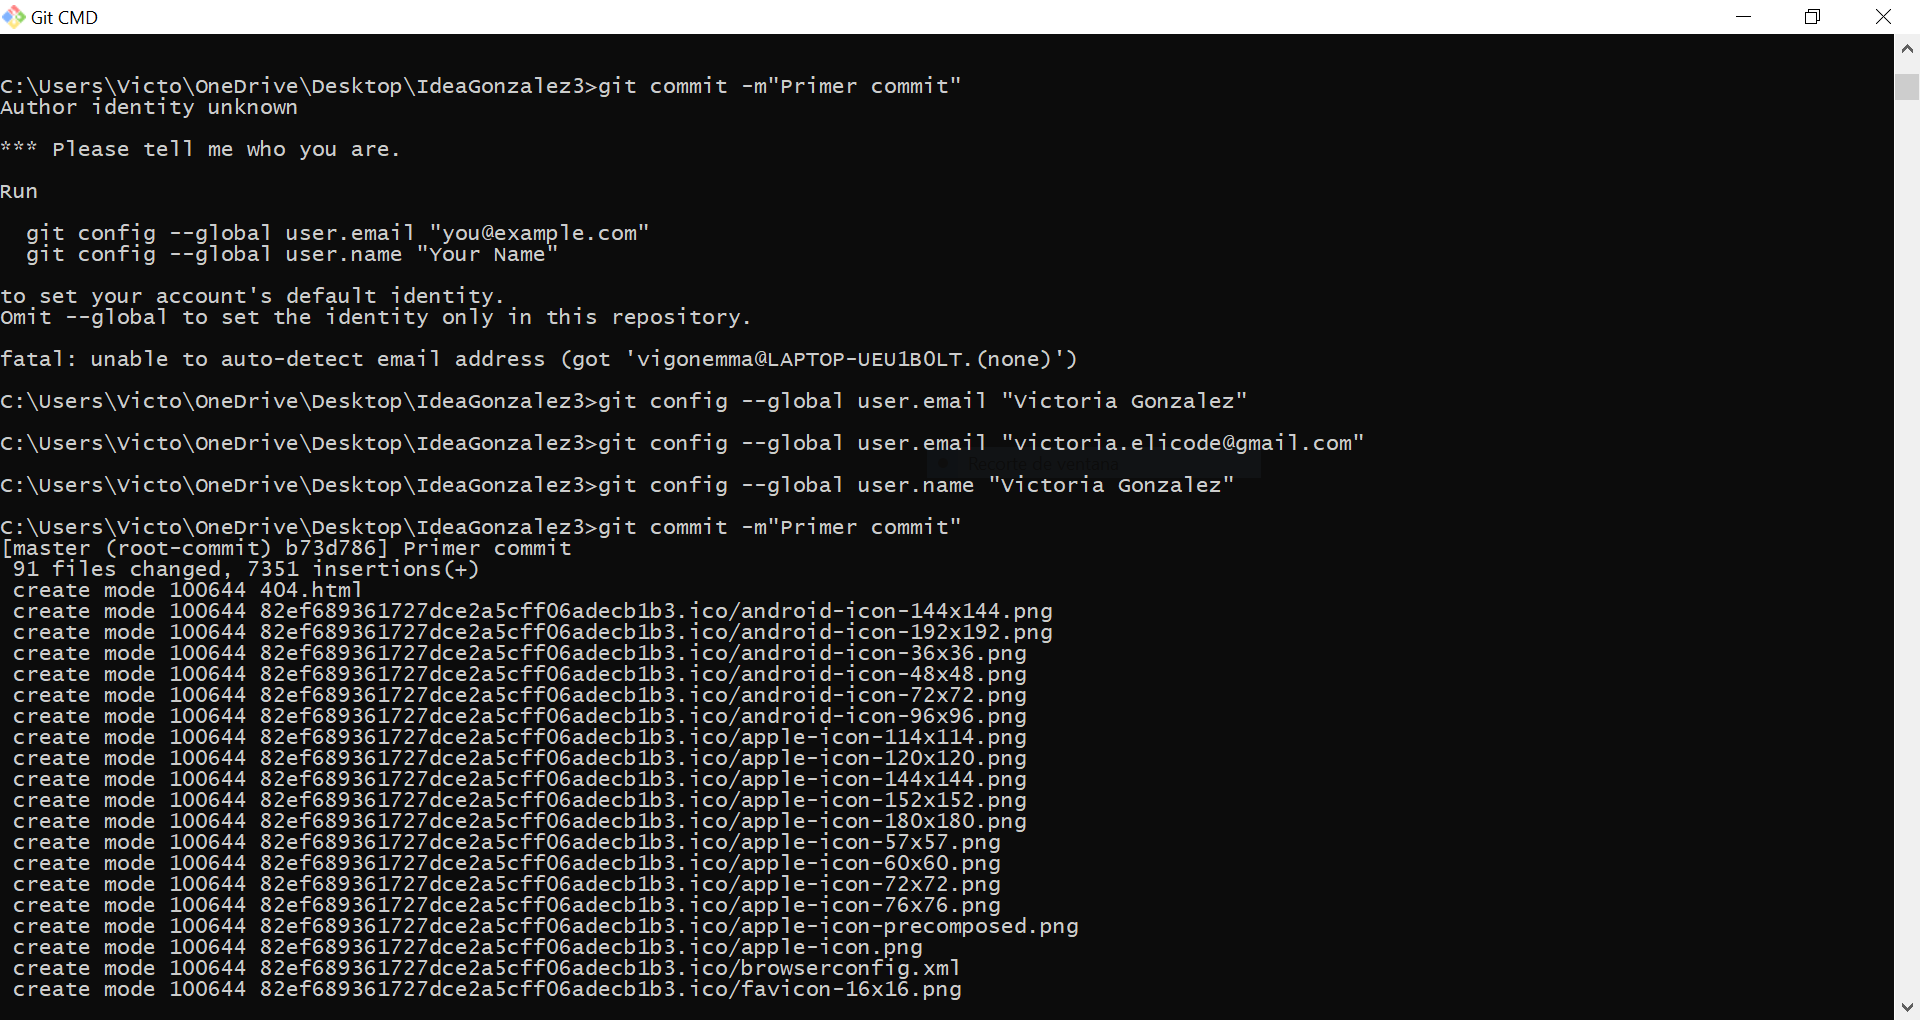 Git CMD
C:\Users\Victo\OneDrive\Desktop\IdeaGonzalez3>git commit -m"Primer commit"
Author identity unknown
*** Please tell me who you are.
Run
  git config --global user.email "you@example.com"
  git config --global user.name "Your Name"
to set your account's default identity.
Omit --global to set the identity only in this repository.
fatal: unable to auto-detect email address (got 'vigonemma@LAPTOP-UEU1B0LT.(none)')
C:\Users\Victo\OneDrive\Desktop\IdeaGonzalez3>git config --global user.email "Victoria Gonzalez"
C:\Users\Victo\OneDrive\Desktop\IdeaGonzalez3>git config --global user.email "victoria.elicode@gmail.com"
Recorte de ventana
C:\Users\Victo\OneDrive\Desktop\IdeaGonzalez3>git config --global user.name "Victoria Gonzalez"
C:\Users\Victo\OneDrive\Desktop\IdeaGonzalez3>git commit -m"Primer commit"
[master (root-commit) b73d786] Primer commit
 91 files changed, 7351 insertions(+)
 create mode 100644 404.html
 create mode 100644 82ef689361727dce2a5cff06adecb1b3.ico/android-icon-144x144.png
 create mode 100644 82ef689361727dce2a5cff06adecb1b3.ico/android-icon-192x192.png
 create mode 100644 82ef689361727dce2a5cff06adecb1b3.ico/android-icon-36x36.png
 create mode 100644 82ef689361727dce2a5cff06adecb1b3.ico/android-icon-48x48.png
 create mode 100644 82ef689361727dce2a5cff06adecb1b3.ico/android-icon-72x72.png
 create mode 100644 82ef689361727dce2a5cff06adecb1b3.ico/android-icon-96x96.png
 create mode 100644 82ef689361727dce2a5cff06adecb1b3.ico/apple-icon-114x114.png
 create mode 100644 82ef689361727dce2a5cff06adecb1b3.ico/apple-icon-120x120.png
 create mode 100644 82ef689361727dce2a5cff06adecb1b3.ico/apple-icon-144x144.png
 create mode 100644 82ef689361727dce2a5cff06adecb1b3.ico/apple-icon-152x152.png
 create mode 100644 82ef689361727dce2a5cff06adecb1b3.ico/apple-icon-180x180.png
 create mode 100644 82ef689361727dce2a5cff06adecb1b3.ico/apple-icon-57x57.png
 create mode 100644 82ef689361727dce2a5cff06adecb1b3.ico/apple-icon-60x60.png
 create mode 100644 82ef689361727dce2a5cff06adecb1b3.ico/apple-icon-72x72.png
 create mode 100644 82ef689361727dce2a5cff06adecb1b3.ico/apple-icon-76x76.png
 create mode 100644 82ef689361727dce2a5cff06adecb1b3.ico/apple-icon-precomposed.png
 create mode 100644 82ef689361727dce2a5cff06adecb1b3.ico/apple-icon.png
 create mode 100644 82ef689361727dce2a5cff06adecb1b3.ico/browserconfig.xml
 create mode 100644 82ef689361727dce2a5cff06adecb1b3.ico/favicon-16x16.png